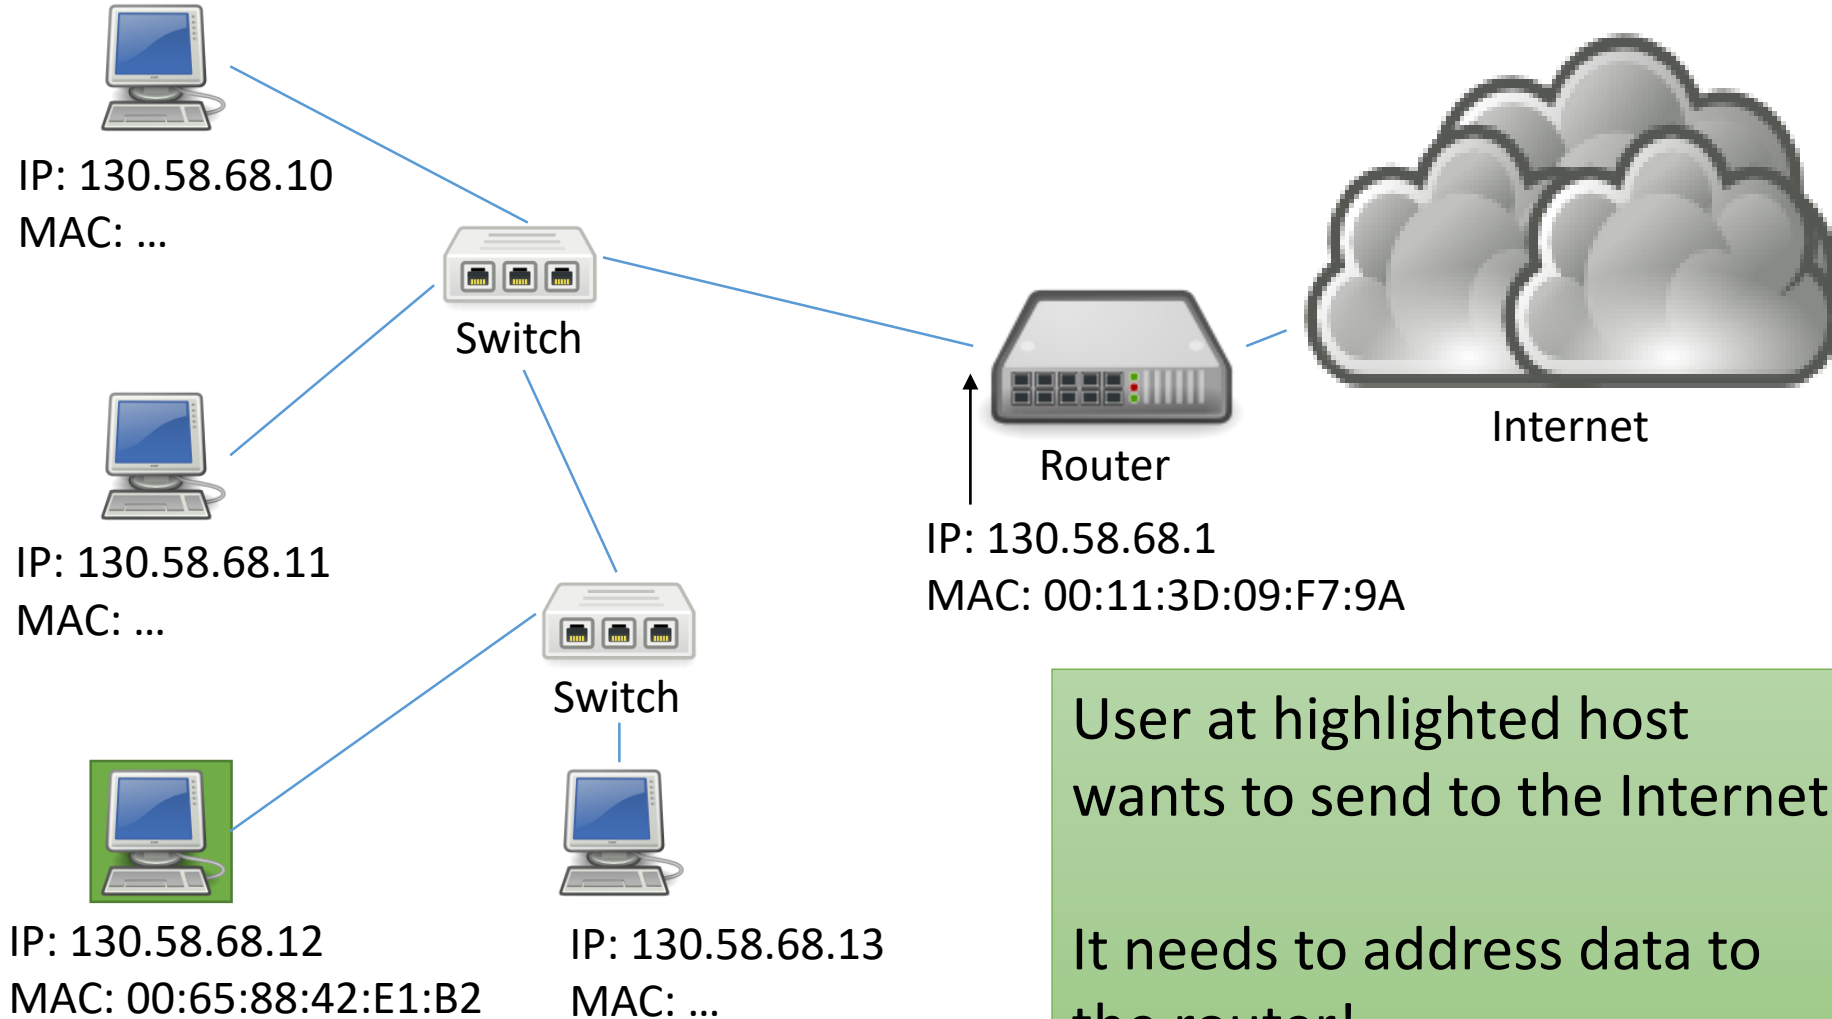 IP: 130.58.68.10
MAC: …
Switch
Internet
Router
IP: 130.58.68.1
MAC: 00:11:3D:09:F7:9A
IP: 130.58.68.11
MAC: …
Switch
User at highlighted host
wants to send to the Internet
It needs to address data to
the router!
IP: 130.58.68.12
MAC: 00:65:88:42:E1:B2
IP: 130.58.68.13
MAC: …